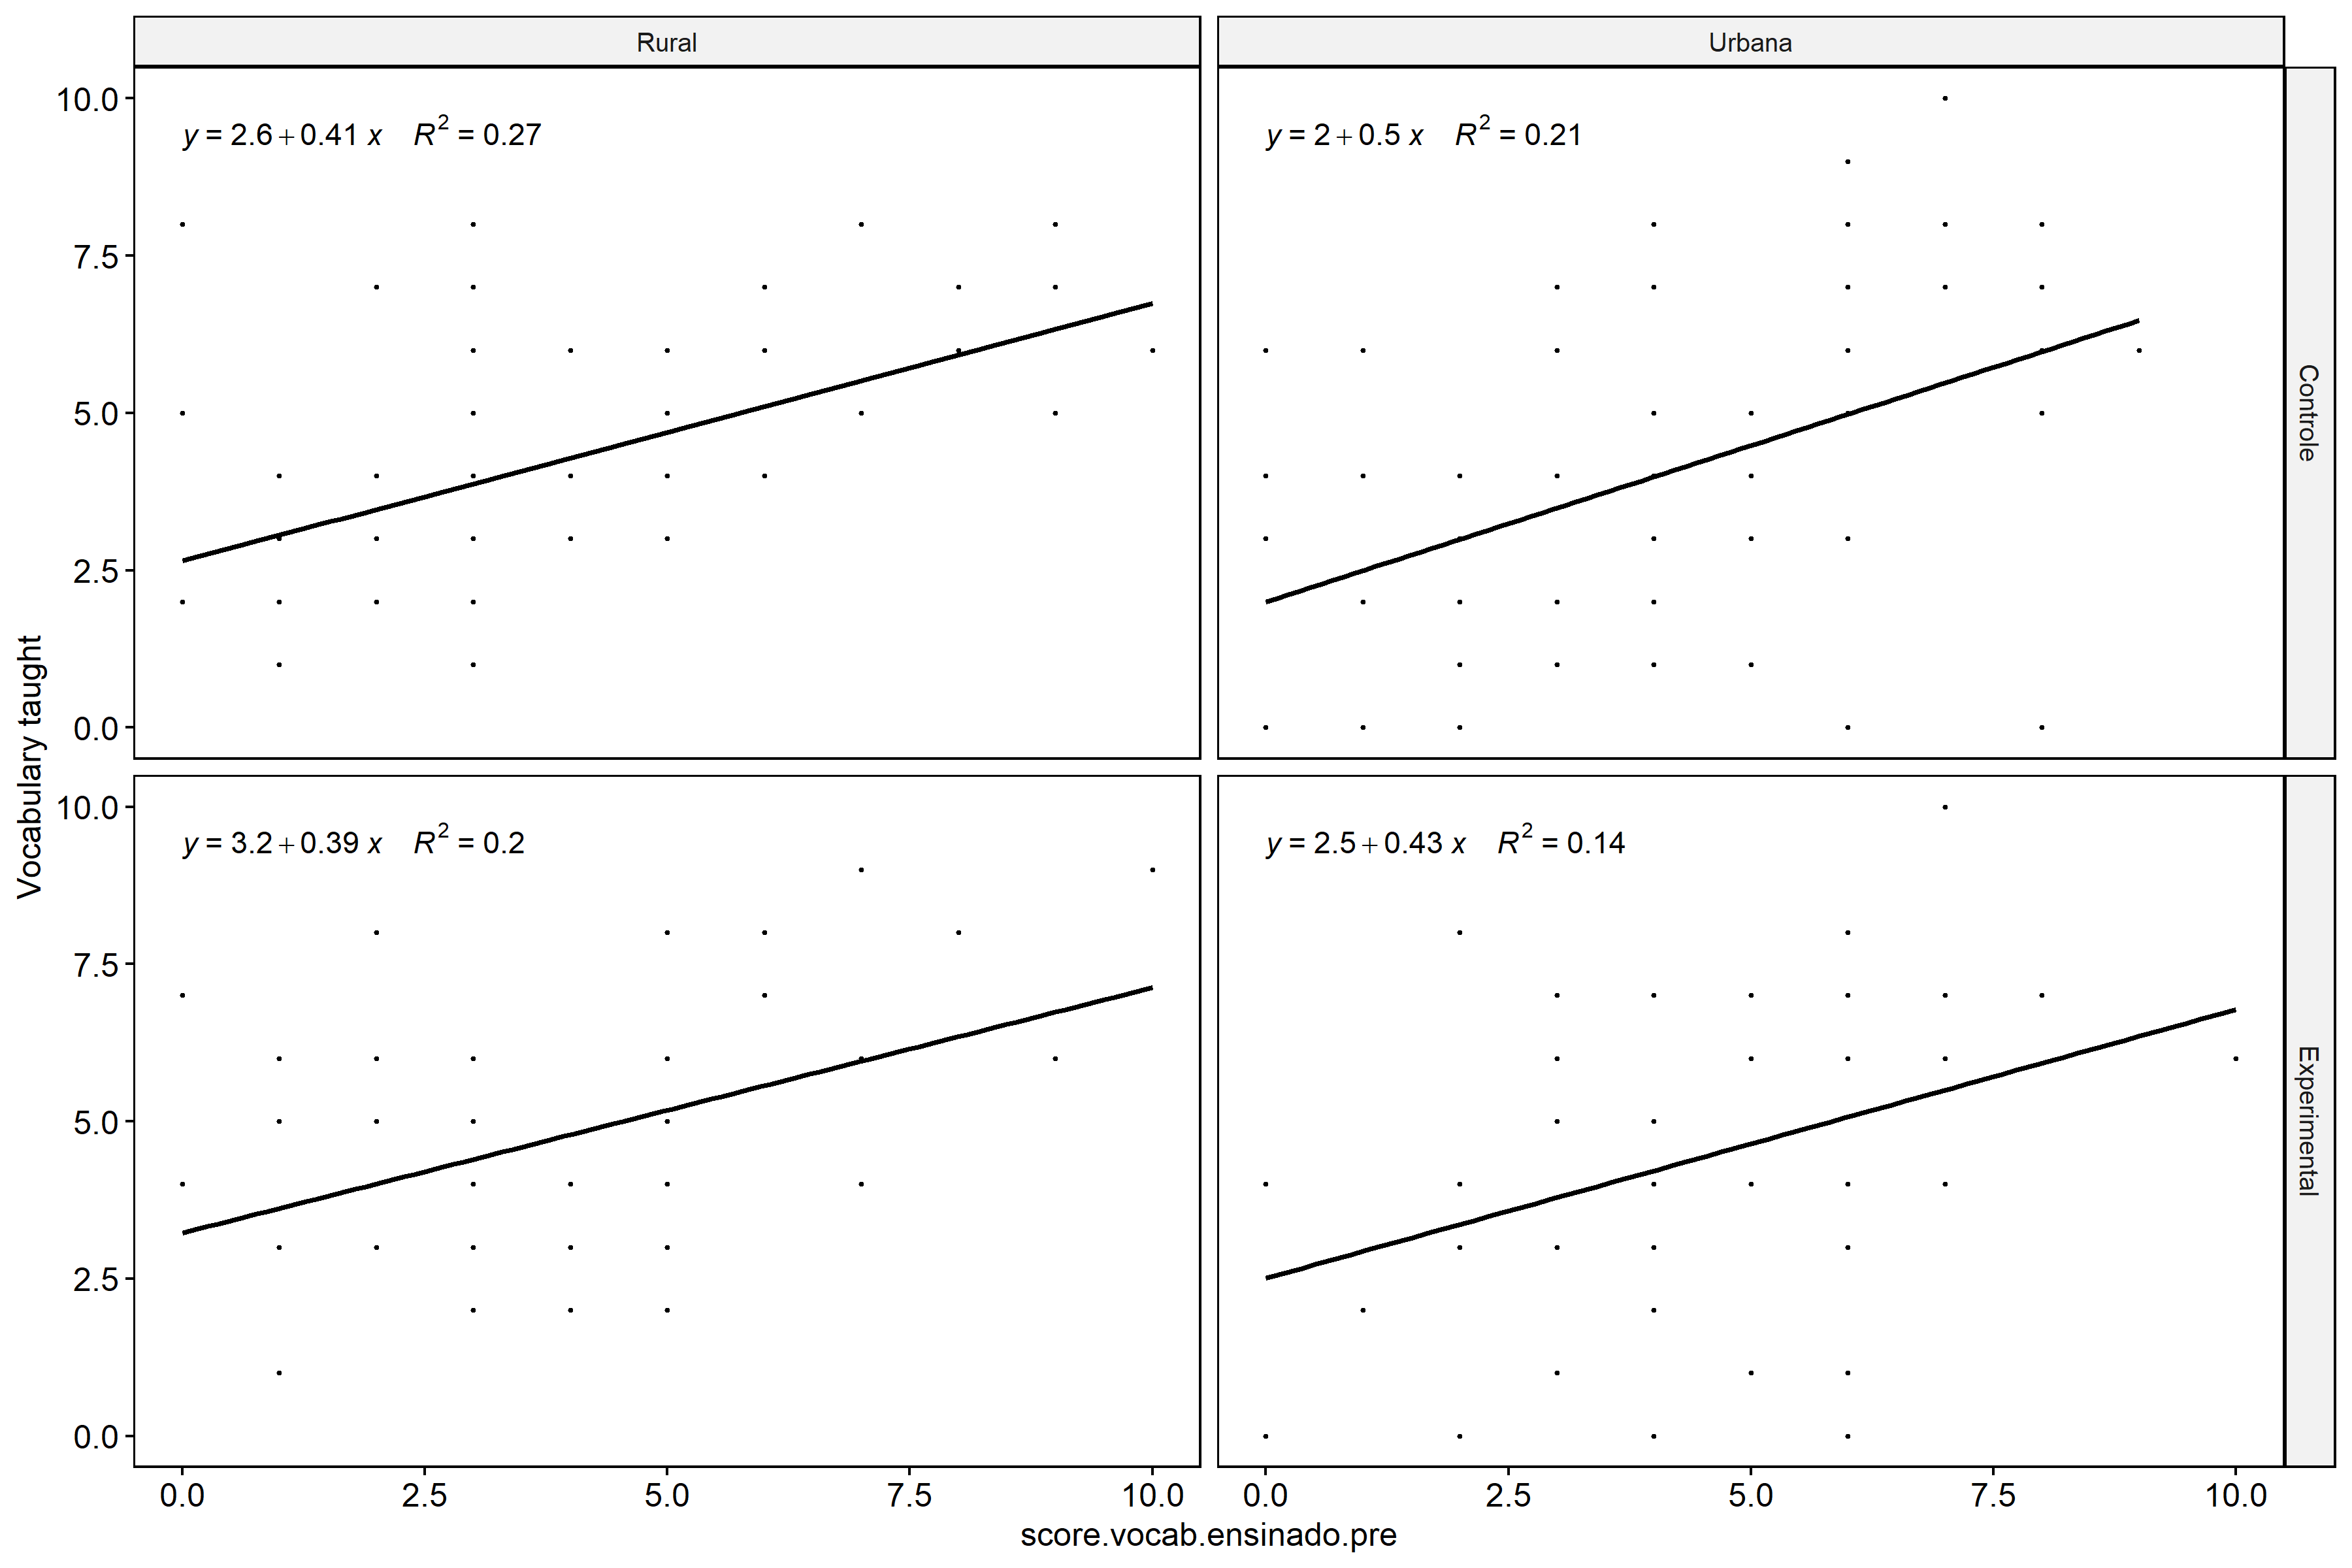 Rural
Urbana
10.0
7.5
5.0
2.5
0.0
y = 2.6 + 0.41 x R² = 0.27
y = 2 + 0.5 x R² = 0.21
Controle
Vocabulary taught
10.0
7.5
5.0
2.5
0.0
y = 3.2 + 0.39 x R² = 0.2
y = 2.5 + 0.43 x R² = 0.14
Experimental
0.0 2.5 5.0 7.5 10.0
0.0 2.5 5.0 7.5 10.0
score.vocab.ensinado.pre